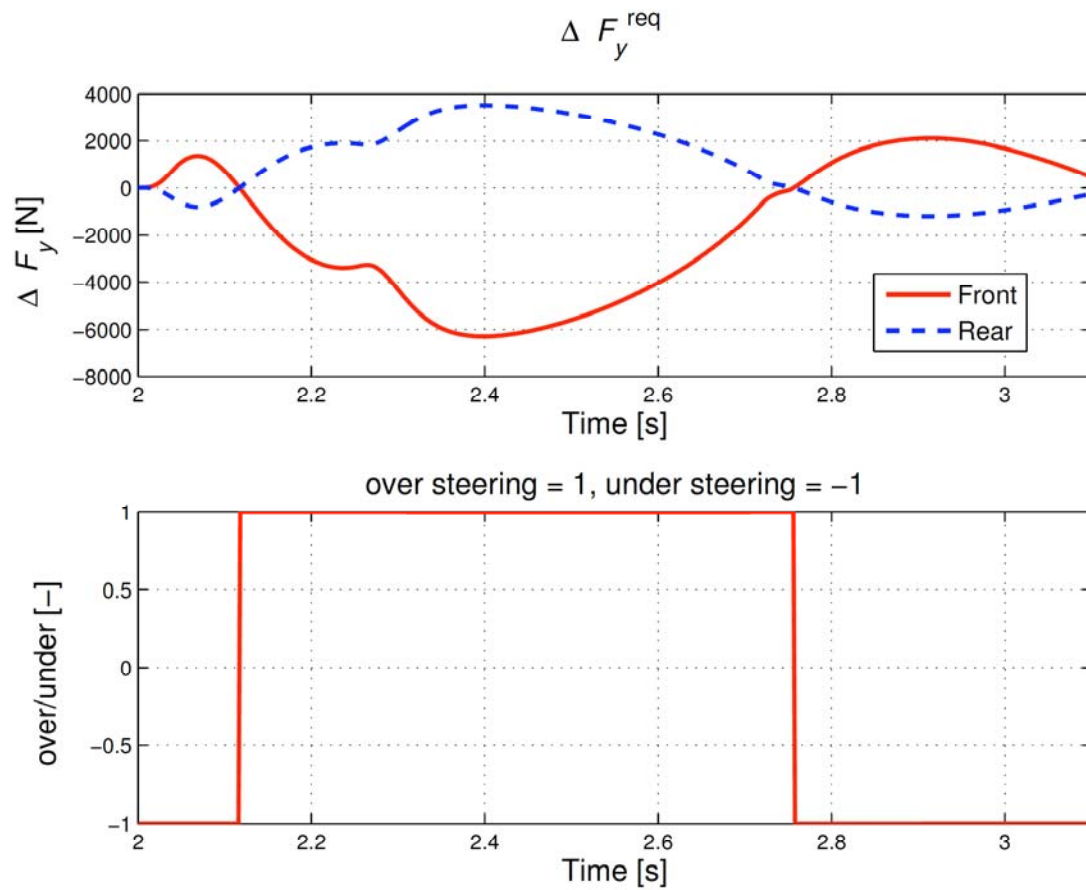 Δ F_y^req
4000
2000
0
−2000
−4000
−6000
−8000
Δ F_y [N]
Front
Rear
2 2.2 2.4 2.6 2.8 3
Time [s]
over steering = 1, under steering = −1
1
0.5
0
−0.5
−1
over/under [−]
2 2.2 2.4 2.6 2.8 3
Time [s]